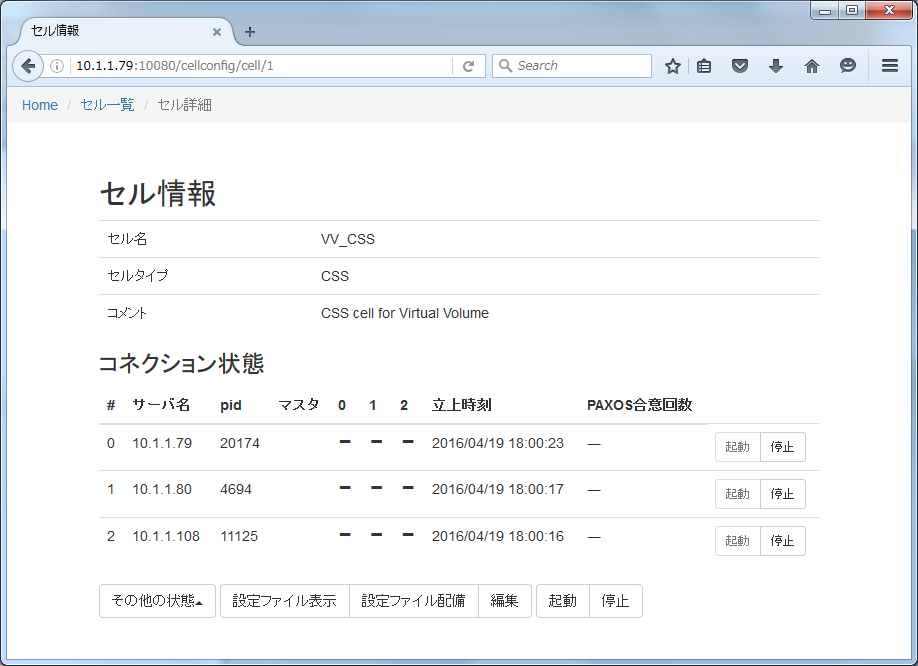 セル情報
10.1.1.79:10080/cellconfig/cell/1
Search
Home / セル一覧 / セル詳細
セル情報
セル名 VV_CSS
セルタイプ CSS
コメント CSS cell for Virtual Volume
コネクション状態
# サーバ名 pid マスタ 0 1 2 立上時刻 PAXOS合意回数
0 10.1.1.79 20174 − − − 2016/04/19 18:00:23 — 起動 停止
1 10.1.1.80 4694 − − − 2016/04/19 18:00:17 — 起動 停止
2 10.1.1.108 11125 − − − 2016/04/19 18:00:16 — 起動 停止
その他の状態 設定ファイル表示 設定ファイル配備 編集 起動 停止